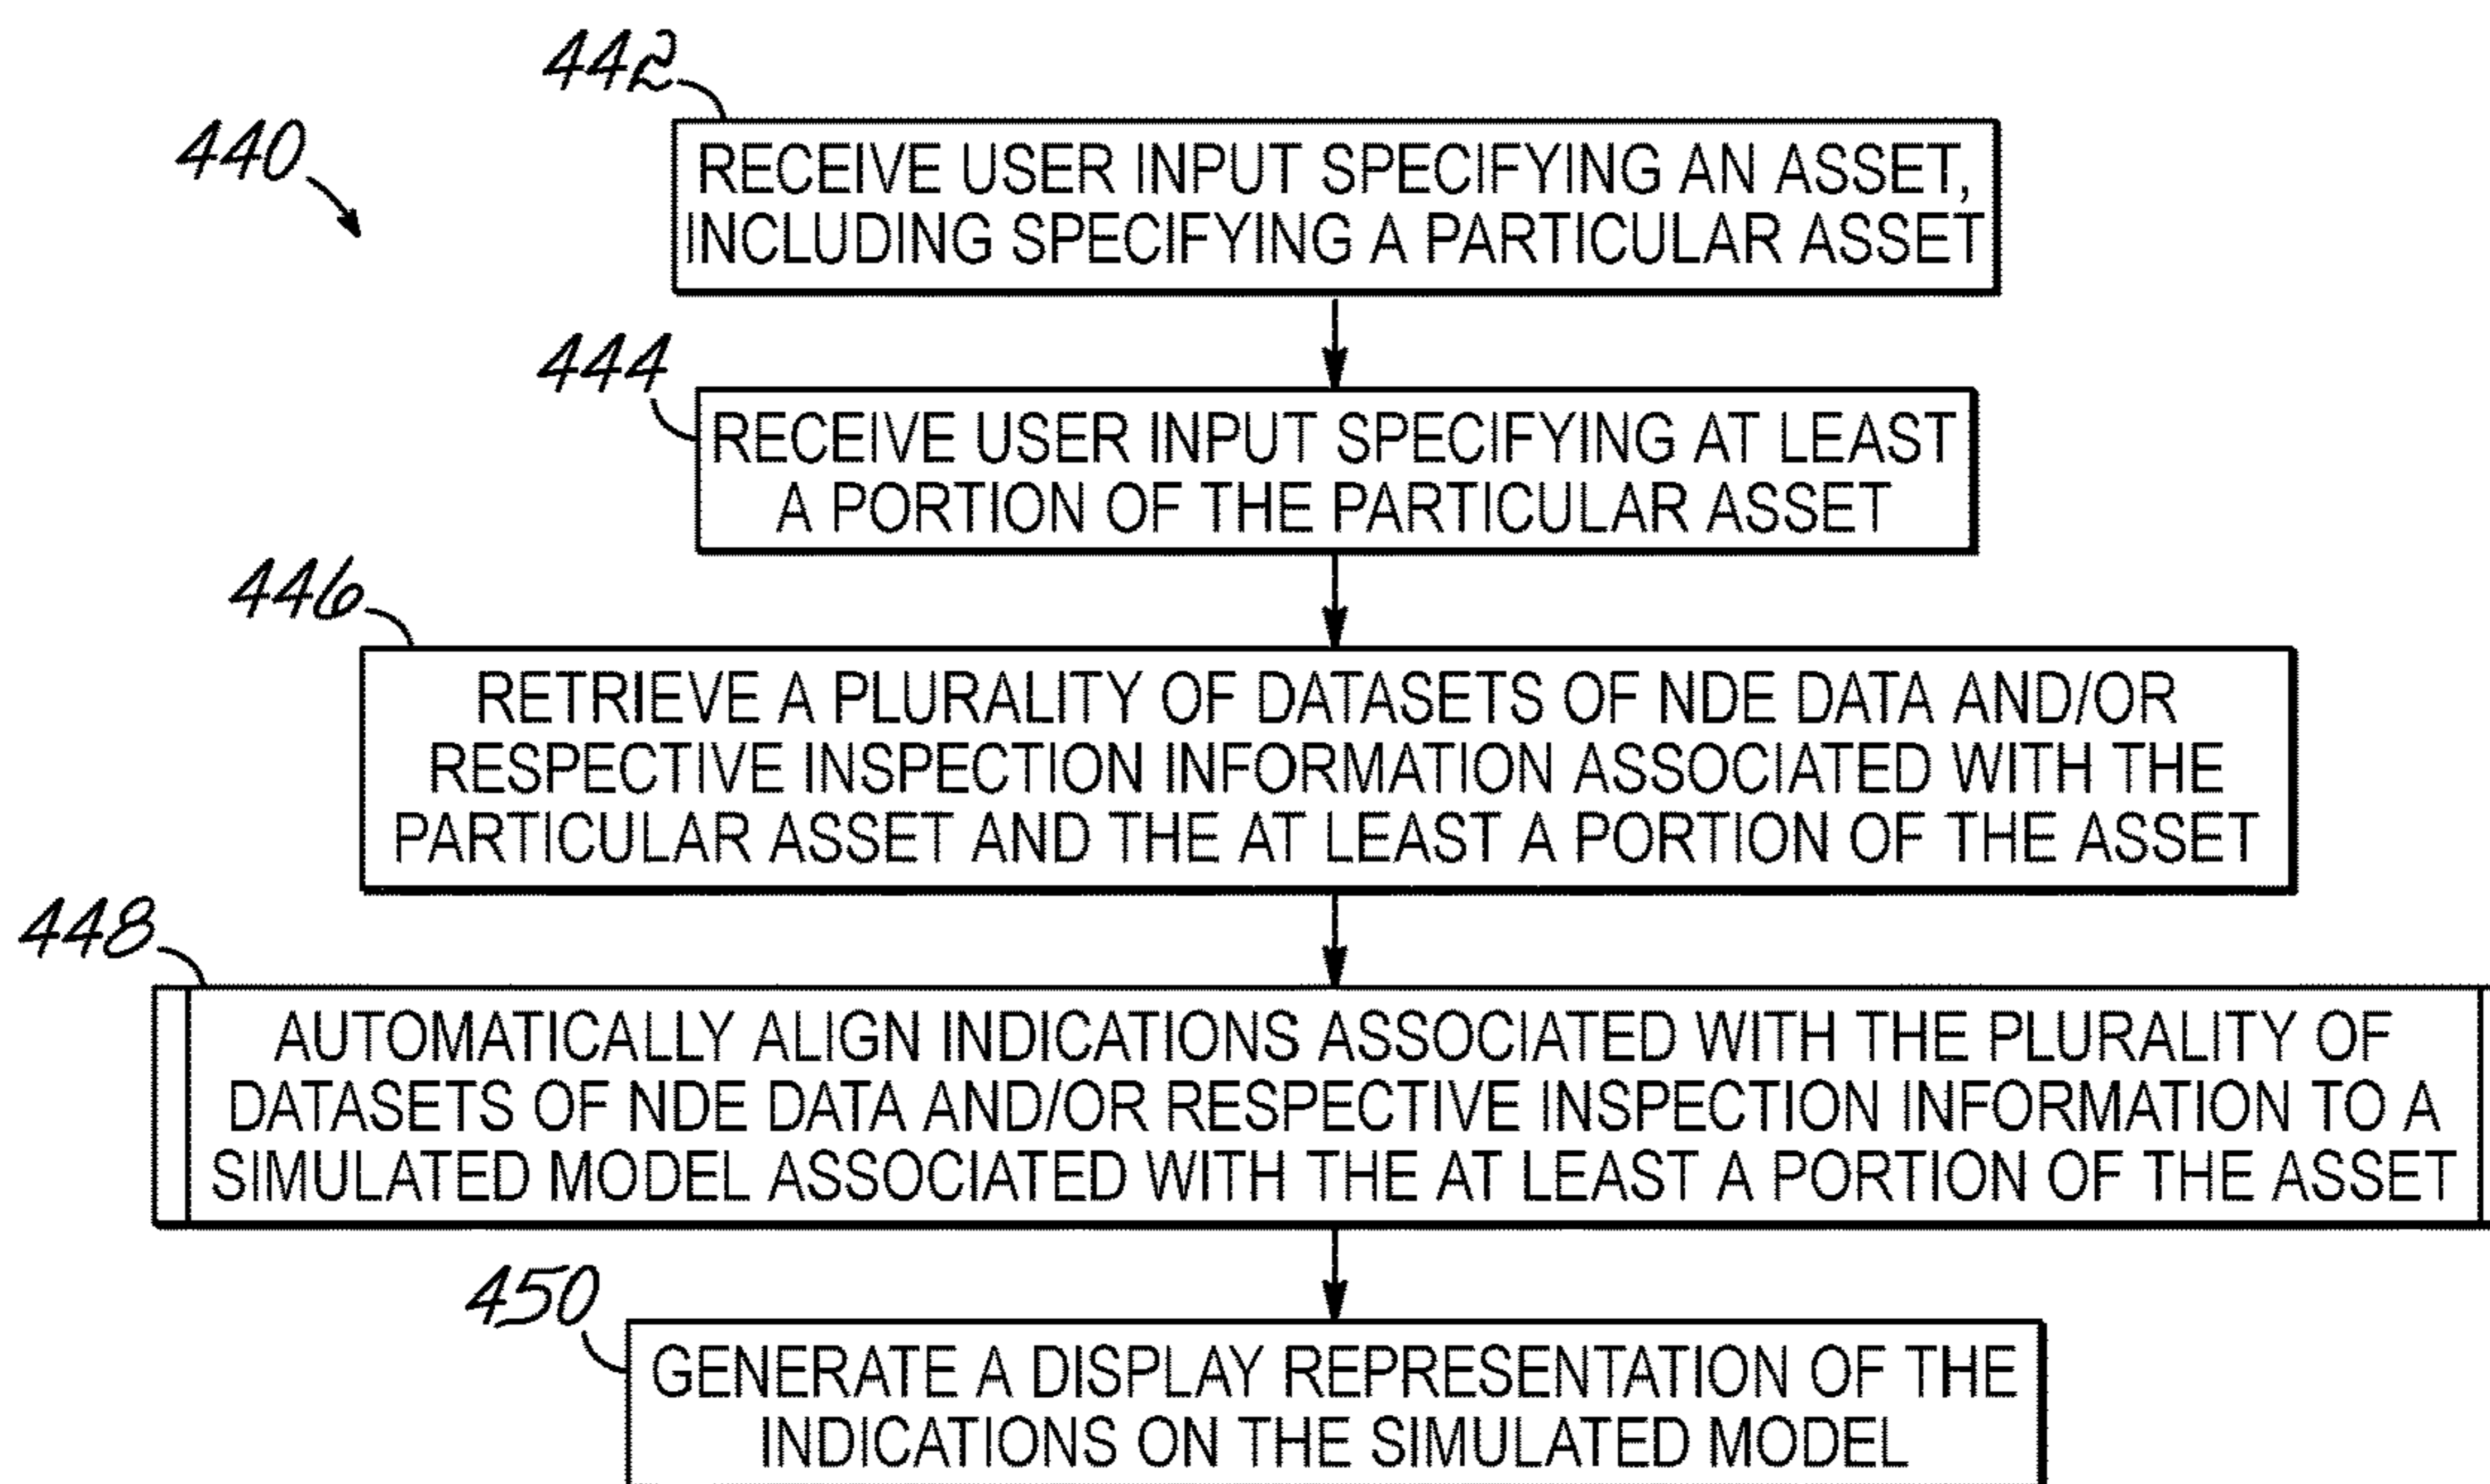 442
440
RECEIVE USER INPUT SPECIFYING AN ASSET,
INCLUDING SPECIFYING A PARTICULAR ASSET
444
RECEIVE USER INPUT SPECIFYING AT LEAST
A PORTION OF THE PARTICULAR ASSET
446
RETRIEVE A PLURALITY OF DATASETS OF NDE DATA AND/OR
RESPECTIVE INSPECTION INFORMATION ASSOCIATED WITH THE
PARTICULAR ASSET AND THE AT LEAST A PORTION OF THE ASSET
448
AUTOMATICALLY ALIGN INDICATIONS ASSOCIATED WITH THE PLURALITY OF
DATASETS OF NDE DATA AND/OR RESPECTIVE INSPECTION INFORMATION TO A
SIMULATED MODEL ASSOCIATED WITH THE AT LEAST A PORTION OF THE ASSET
450
GENERATE A DISPLAY REPRESENTATION OF THE
INDICATIONS ON THE SIMULATED MODEL